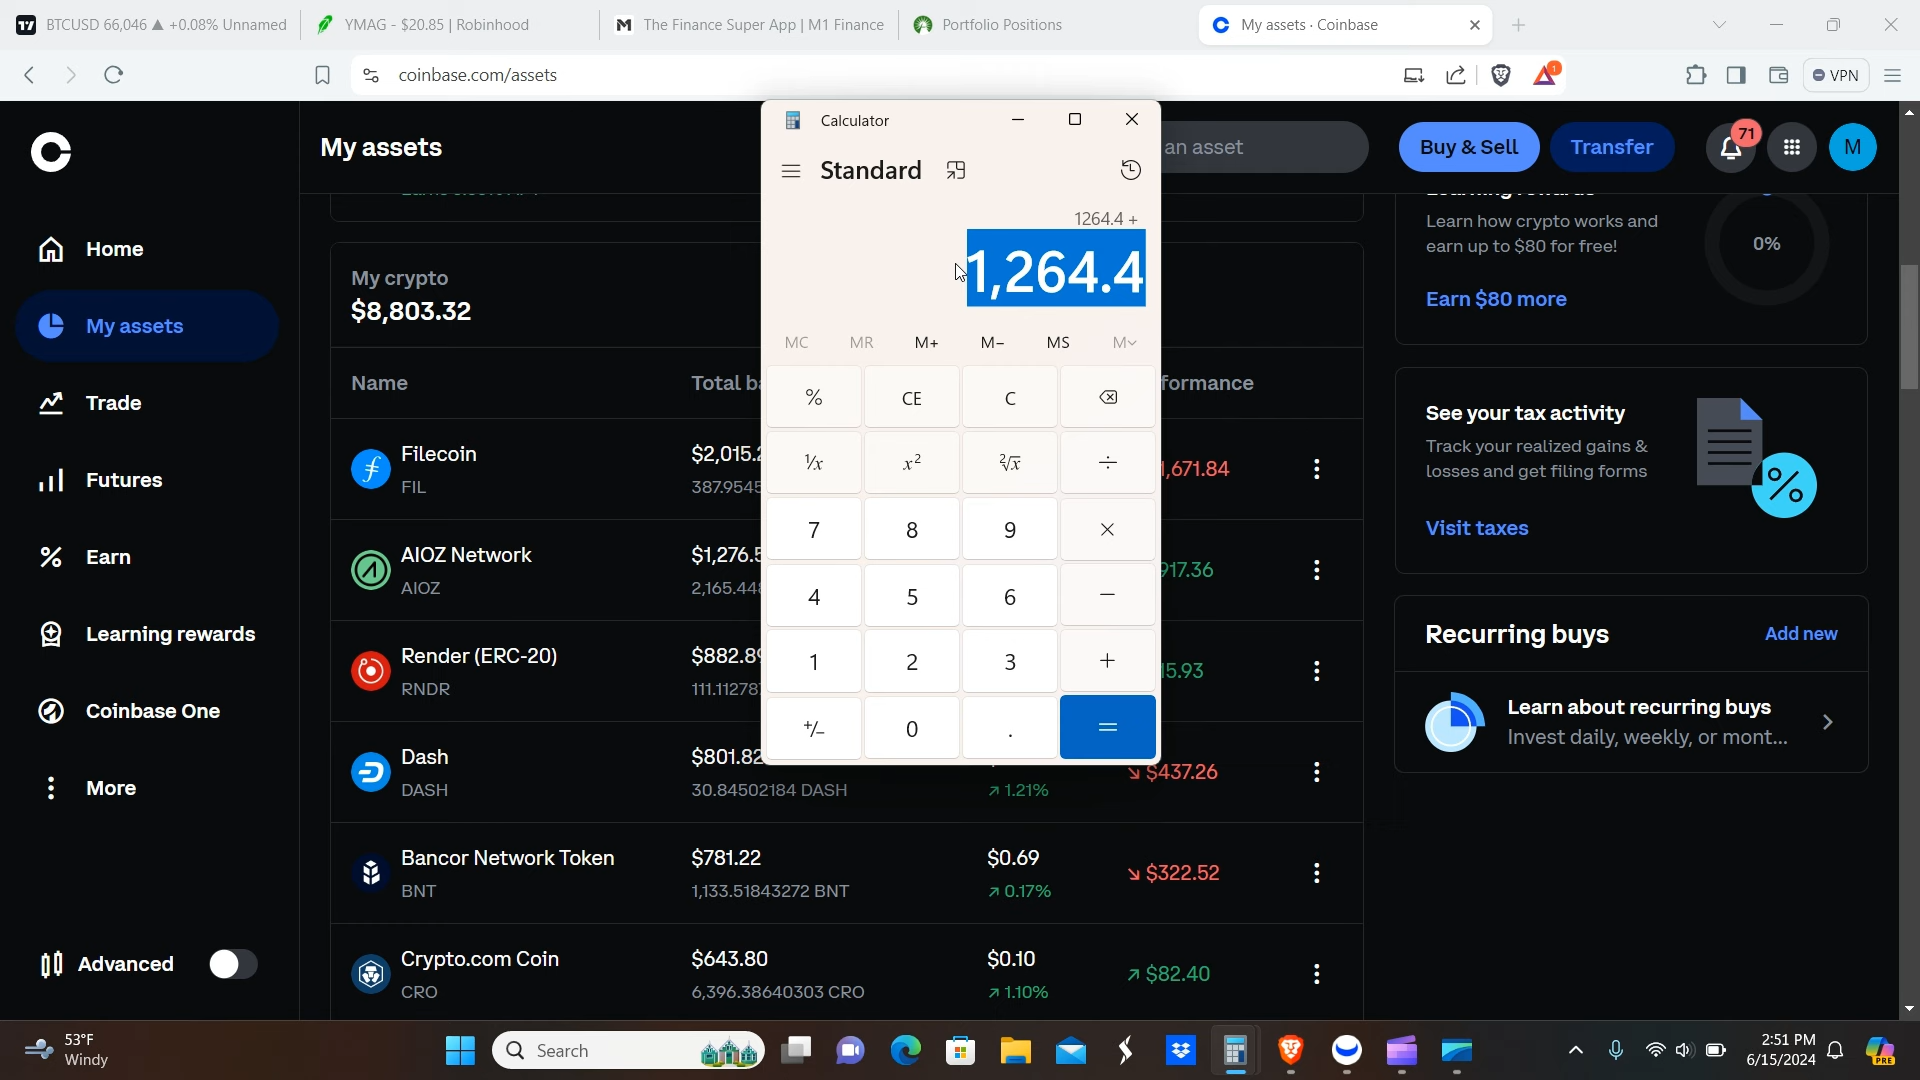 BTCUSD 66,046 ▲ +0.08% Unnamed
YMAG - $20.85 | Robinhood
The Finance Super App | M1 Finance
Portfolio Positions
My assets · Coinbase
coinbase.com/assets
1
VPN
My assets
an asset
Buy & Sell
Transfer
71
M
Home
My assets
Trade
Futures
Earn
Learning rewards
Coinbase One
More
Advanced
My crypto
$8,803.32
Name
Total
formance
Filecoin
FIL
$2,015.
387.9545
1,671.84
AIOZ Network
AIOZ
$1,276.5
2,165.44
917.36
Render (ERC-20)
RNDR
$882.89
111.11278
15.93
Dash
DASH
$801.82
30.84502184 DASH
↗ 1.21%
↘ $437.26
Bancor Network Token
BNT
$781.22
1,133.51843272 BNT
$0.69
↗ 0.17%
↘ $322.52
Crypto.com Coin
CRO
$643.80
6,396.38640303 CRO
$0.10
↗ 1.10%
↗ $82.40
Calculator
Standard
1264.4 +
1,264.4
MC MR M+ M− MS M˅
% CE C
⅟x x² ²√x ÷
7 8 9 ×
4 5 6 −
1 2 3 +
+/− 0 . =
Learning rewards
Learn how crypto works and
earn up to $80 for free!
0%
Earn $80 more
See your tax activity
Track your realized gains &
losses and get filing forms
Visit taxes
Recurring buys
Add new
Learn about recurring buys
Invest daily, weekly, or mont...
53°F
Windy
Search
2:51 PM
6/15/2024
PRE